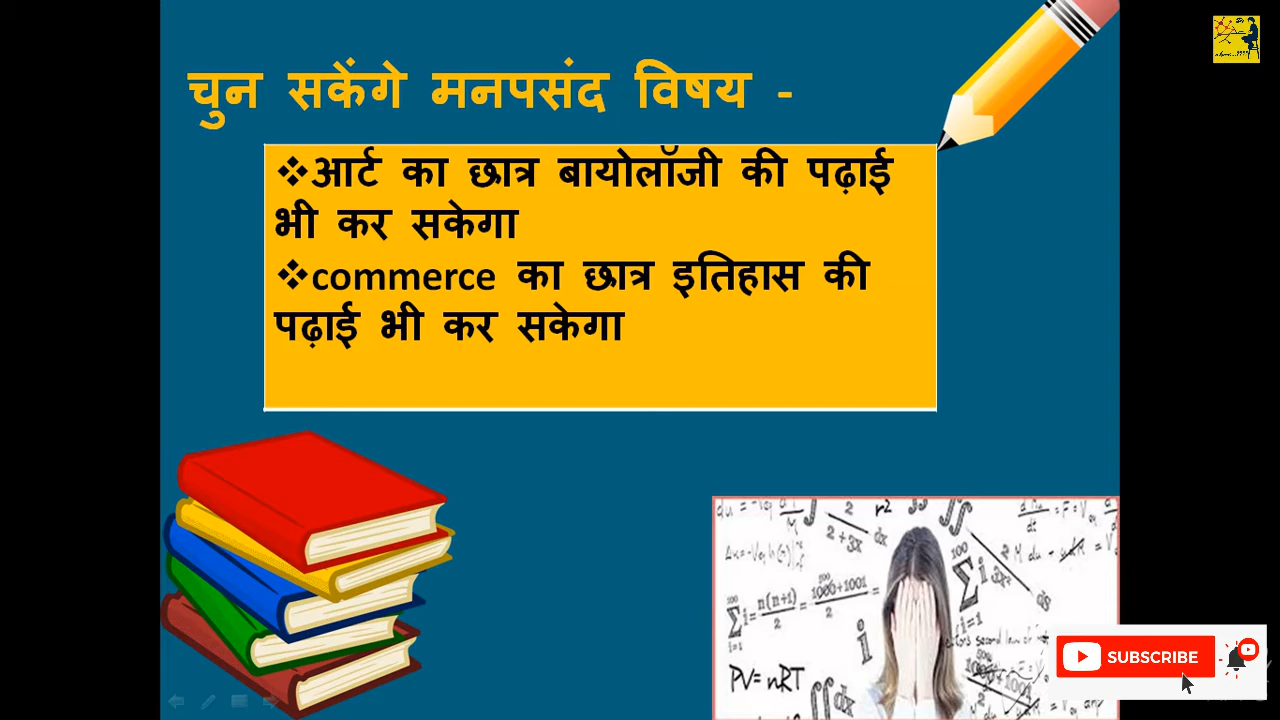 चुन सकेंगे मनपसंद विषय -
❖आर्ट का छात्र बायोलॉजी की पढ़ाई
भी कर सकेगा
❖commerce का छात्र इतिहास की
पढ़ाई भी कर सकेगा
PV= nRT
SUBSCRIBE